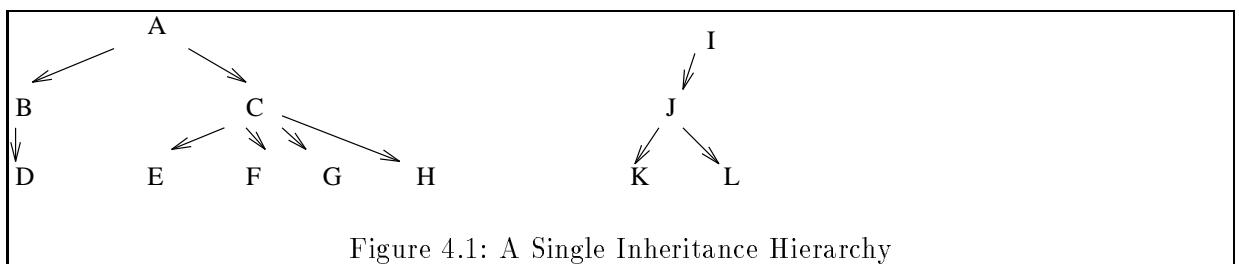 A
I
B C J
D E F G H K L
Figure 4.1: A Single Inheritance Hierarchy